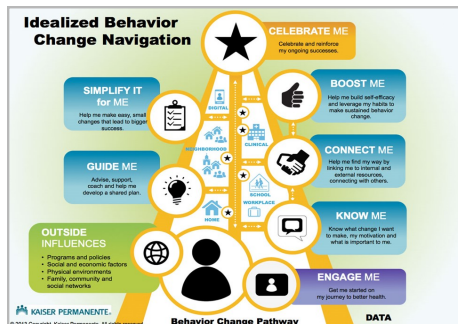 Idealized Behavior
Change Navigation
CELEBRATE ME
Celebrate and reinforce
my ongoing successes.
SIMPLIFY IT
for ME
Help me make easy, small
changes that lead to bigger
success.
DIGITAL
BOOST ME
Help me build self-efficacy
and leverage my habits to
make sustained behavior
change.
NEIGHBORHOOD
CLINICAL
GUIDE ME
Advise, support,
coach and help me
develop a shared plan.
CONNECT ME
Help me find my way by
linking me to internal and
external resources,
connecting with others.
SCHOOL
WORKPLACE
HOME
KNOW ME
Know what change I want
to make, my motivation and
what is important to me.
OUTSIDE
INFLUENCES
• Programs and policies
• Social and economic factors
• Physical environments
• Family, community and
social networks
ENGAGE ME
Get me started on
my journey to better health.
KAISER PERMANENTE.
Behavior Change Pathway
DATA